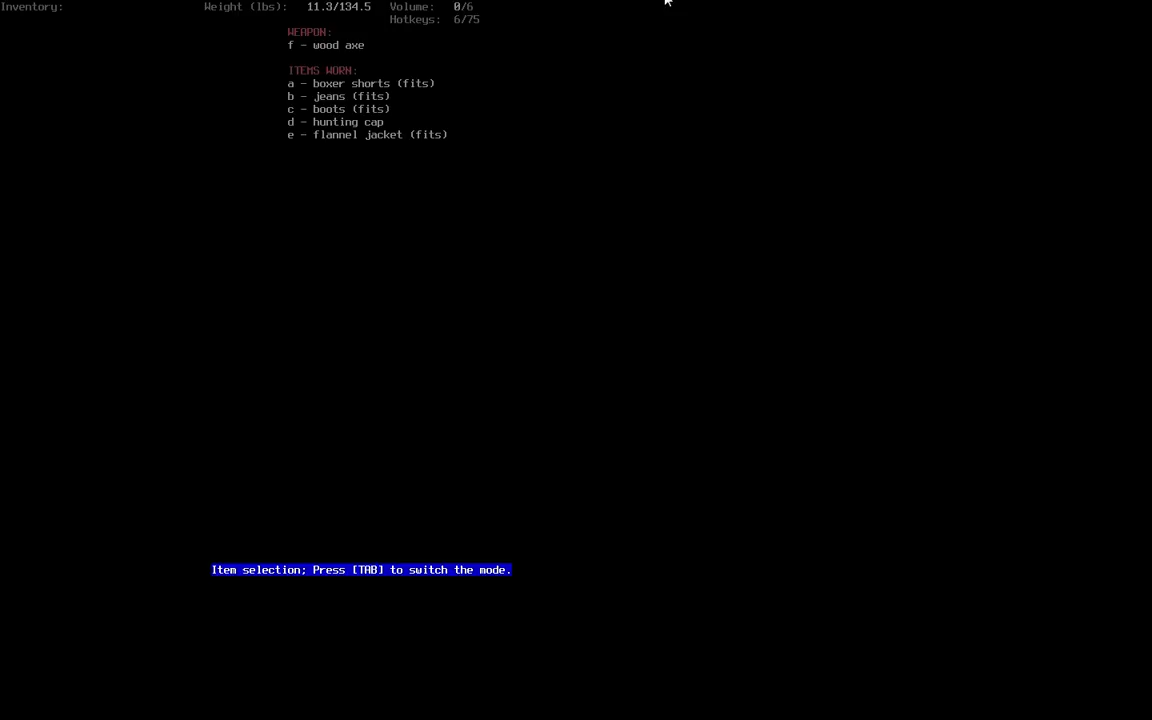 Inventory: Weight (lbs): 11.3/134.5 Volume: 0/6
Hotkeys: 6/75
WEAPON:
f - wood axe
ITEMS WORN:
a - boxer shorts (fits)
b - jeans (fits)
c - boots (fits)
d - hunting cap
e - flannel jacket (fits)
Item selection; Press [TAB] to switch the mode.